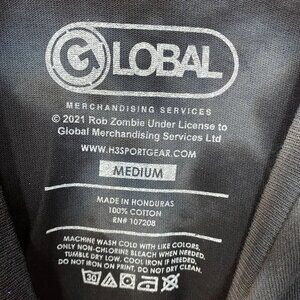 GLOBAL
MERCHANDISING SERVICES
© 2021 Rob Zombie Under License to
Global Merchandising Services Ltd
WWW.H3SPORTGEAR.COM
MEDIUM
MADE IN HONDURAS
100% COTTON
RN# 107208
MACHINE WASH COLD WITH LIKE COLORS,
ONLY NON-CHLORINE BLEACH WHEN NEEDED.
TUMBLE DRY LOW. COOL IRON IF NEEDED.
DO NOT IRON ON PRINT. DO NOT DRY CLEAN.
30